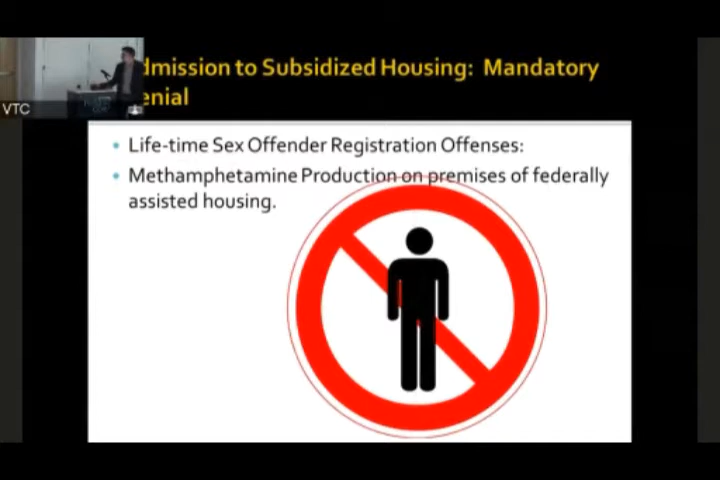 dmission to Subsidized Housing: Mandatory
enial
VTC
• Life-time Sex Offender Registration Offenses:
• Methamphetamine Production on premises of federally
assisted housing.